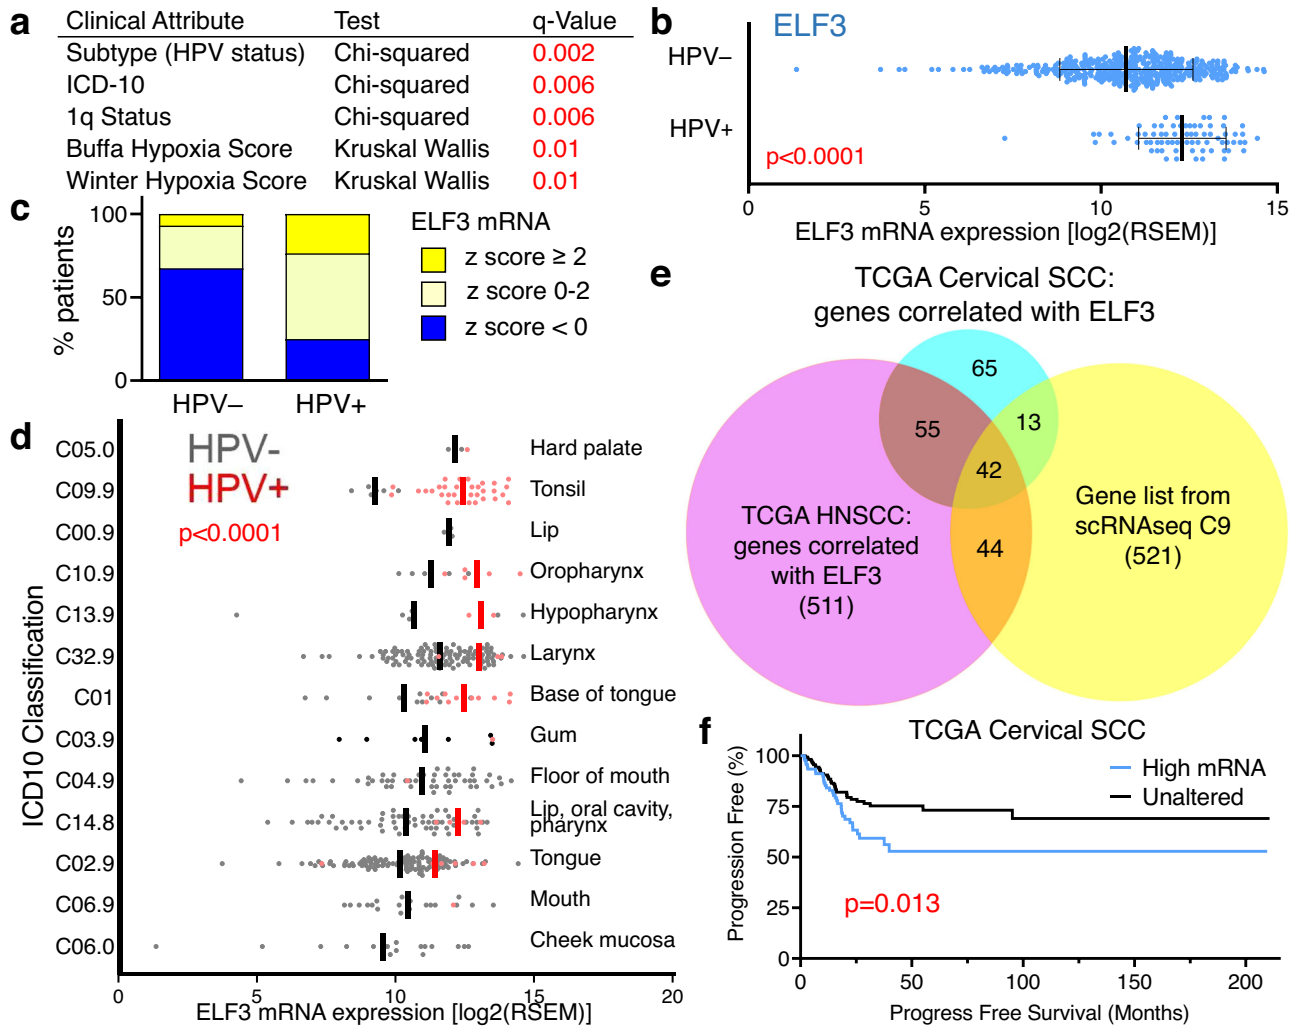 a
Clinical Attribute Test q-Value
Subtype (HPV status) Chi-squared 0.002
ICD-10 Chi-squared 0.006
1q Status Chi-squared 0.006
Buffa Hypoxia Score Kruskal Wallis 0.01
Winter Hypoxia Score Kruskal Wallis 0.01
b
ELF3
HPV–
HPV+
p<0.0001
0 5 10 15
ELF3 mRNA expression [log2(RSEM)]
c
% patients
100
50
0
HPV– HPV+
ELF3 mRNA
z score ≥ 2
z score 0-2
z score < 0
d
HPV-
HPV+
p<0.0001
ICD10 Classification
C05.0 Hard palate
C09.9 Tonsil
C00.9 Lip
C10.9 Oropharynx
C13.9 Hypopharynx
C32.9 Larynx
C01 Base of tongue
C03.9 Gum
C04.9 Floor of mouth
C14.8 Lip, oral cavity,
pharynx
C02.9 Tongue
C06.9 Mouth
C06.0 Cheek mucosa
0 5 10 15 20
ELF3 mRNA expression [log2(RSEM)]
e
TCGA Cervical SCC:
genes correlated with ELF3
65
55
13
42
44
TCGA HNSCC:
genes correlated
with ELF3
(511)
Gene list from
scRNAseq C9
(521)
f
TCGA Cervical SCC
Progression Free (%)
100
75
50
25
0
High mRNA
Unaltered
p=0.013
0 50 100 150 200
Progress Free Survival (Months)